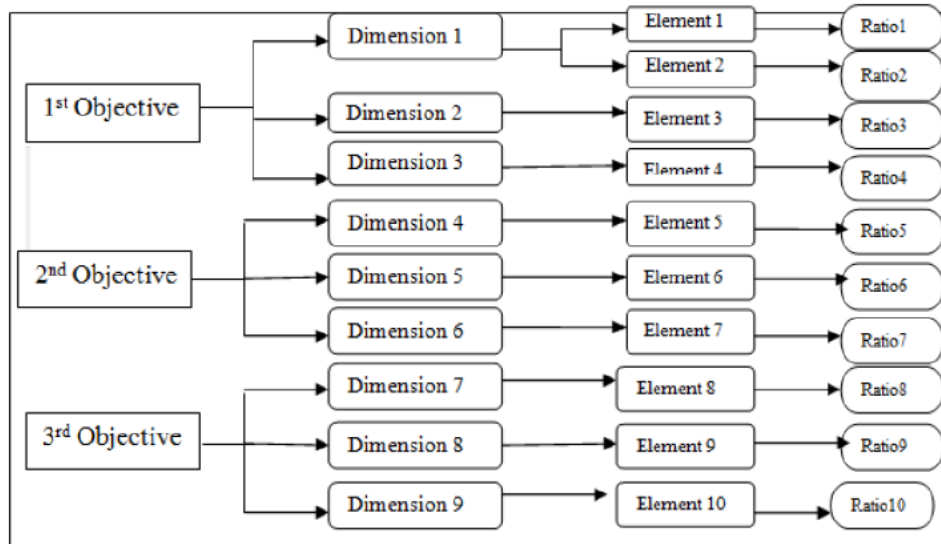 Dimension 1
Element 1
Ratio1
Element 2
Ratio2
1st Objective
Dimension 2
Element 3
Ratio3
Dimension 3
Element 4
Ratio4
Dimension 4
Element 5
Ratio5
2nd Objective
Dimension 5
Element 6
Ratio6
Dimension 6
Element 7
Ratio7
Dimension 7
Element 8
Ratio8
3rd Objective
Dimension 8
Element 9
Ratio9
Dimension 9
Element 10
Ratio10